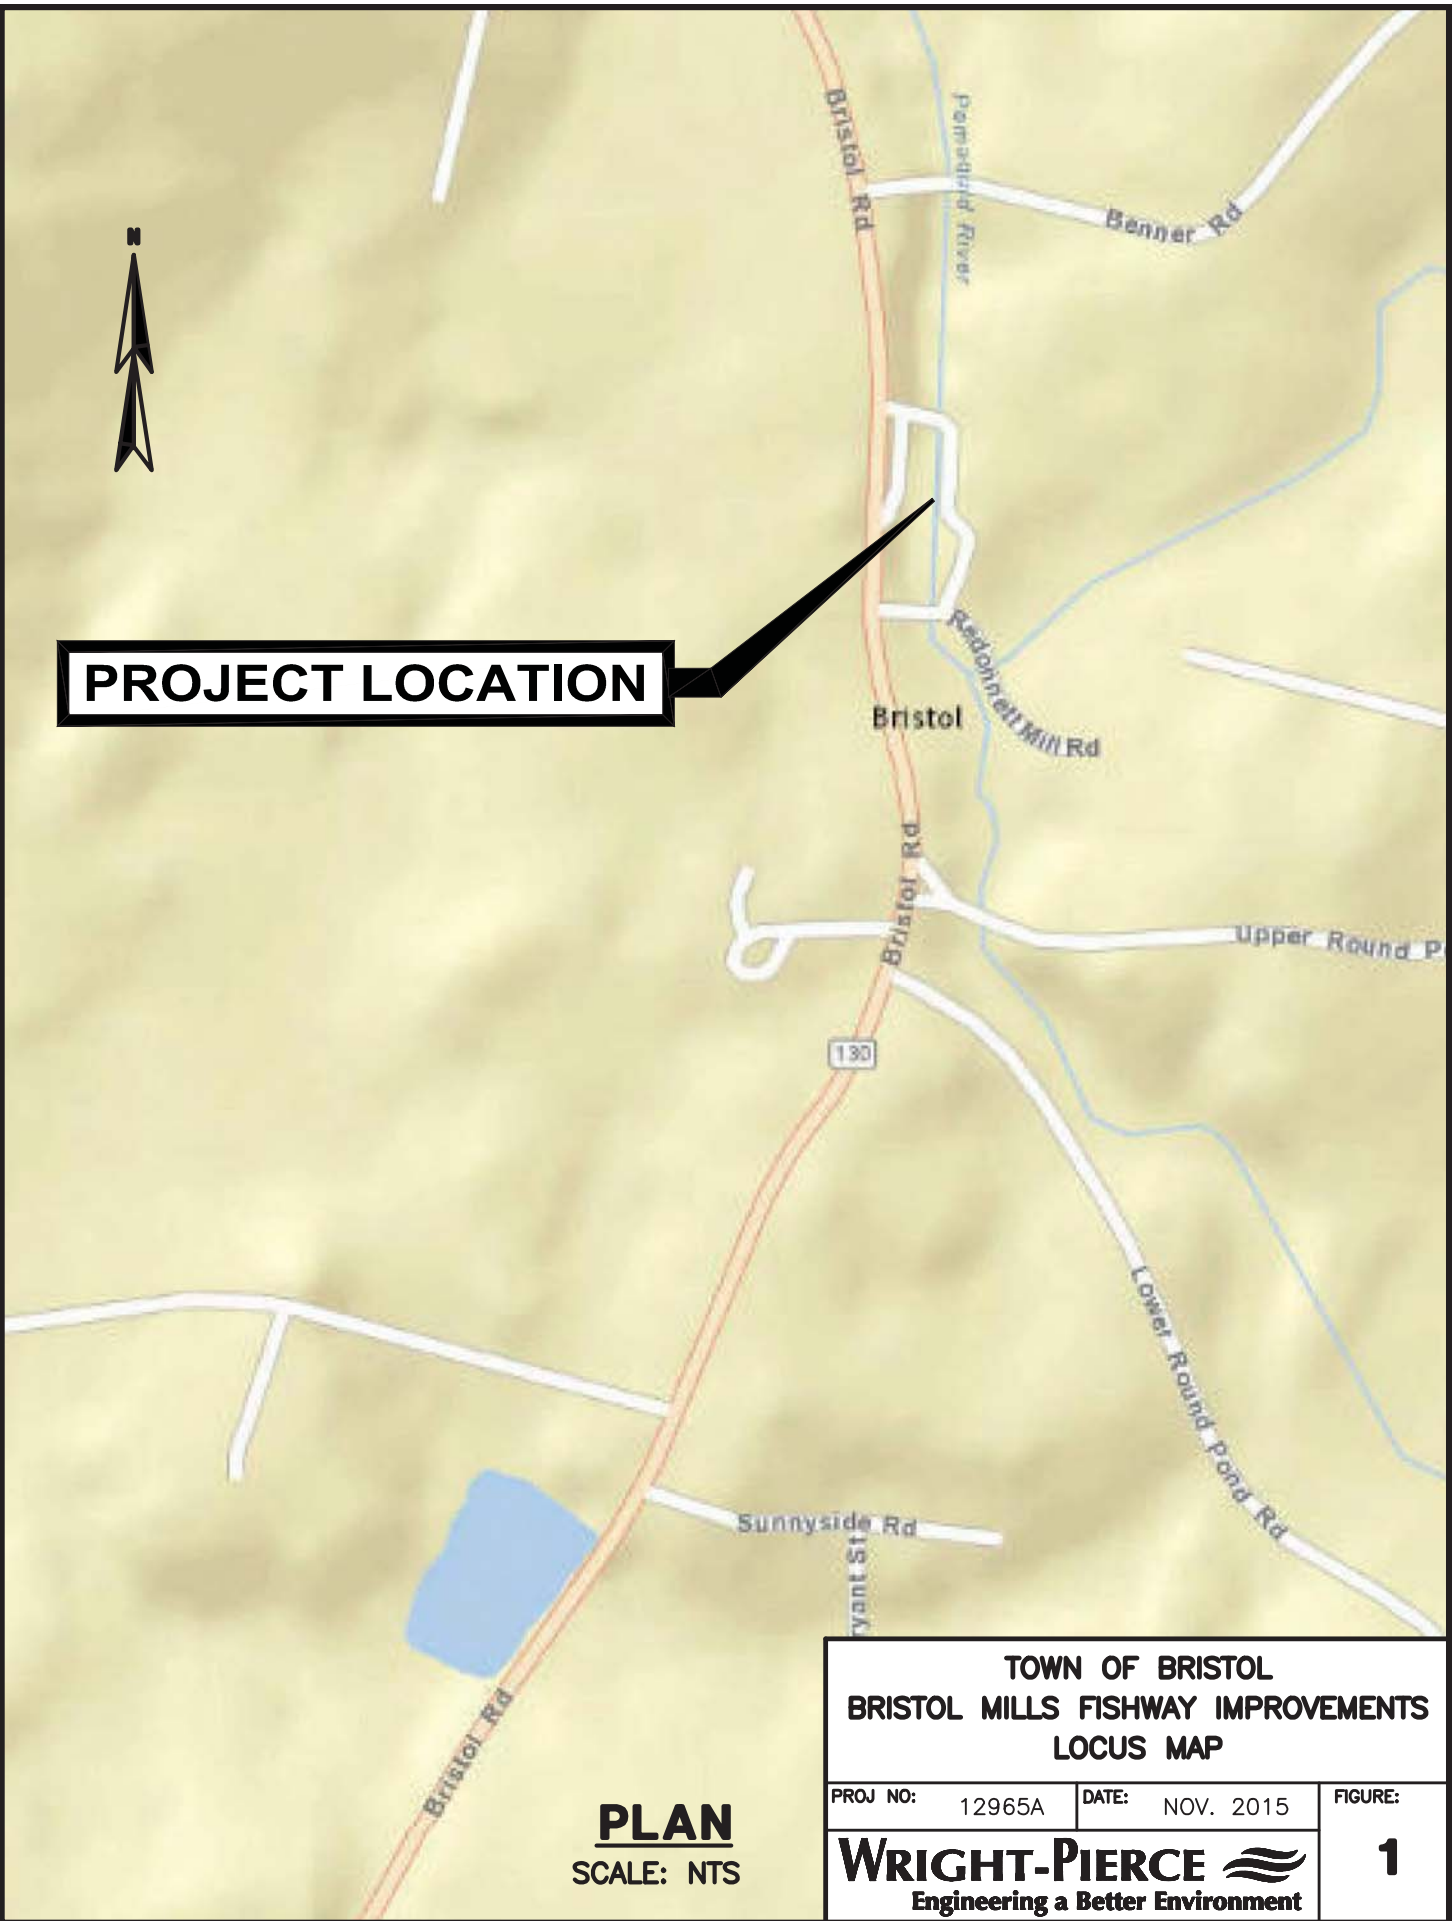 Bristol Rd
Pemaquid River
Benner Rd
N
PROJECT LOCATION
Redonnett Mill Rd
Bristol
Bristol Rd
Upper Round P
130
Lower Round Pond Rd
Sunnyside Rd
ryant St
Bristol Rd
PLAN
SCALE: NTS
TOWN OF BRISTOL
BRISTOL MILLS FISHWAY IMPROVEMENTS
LOCUS MAP
PROJ NO: 12965A
DATE: NOV. 2015
FIGURE:
1
WRIGHT-PIERCE
Engineering a Better Environment